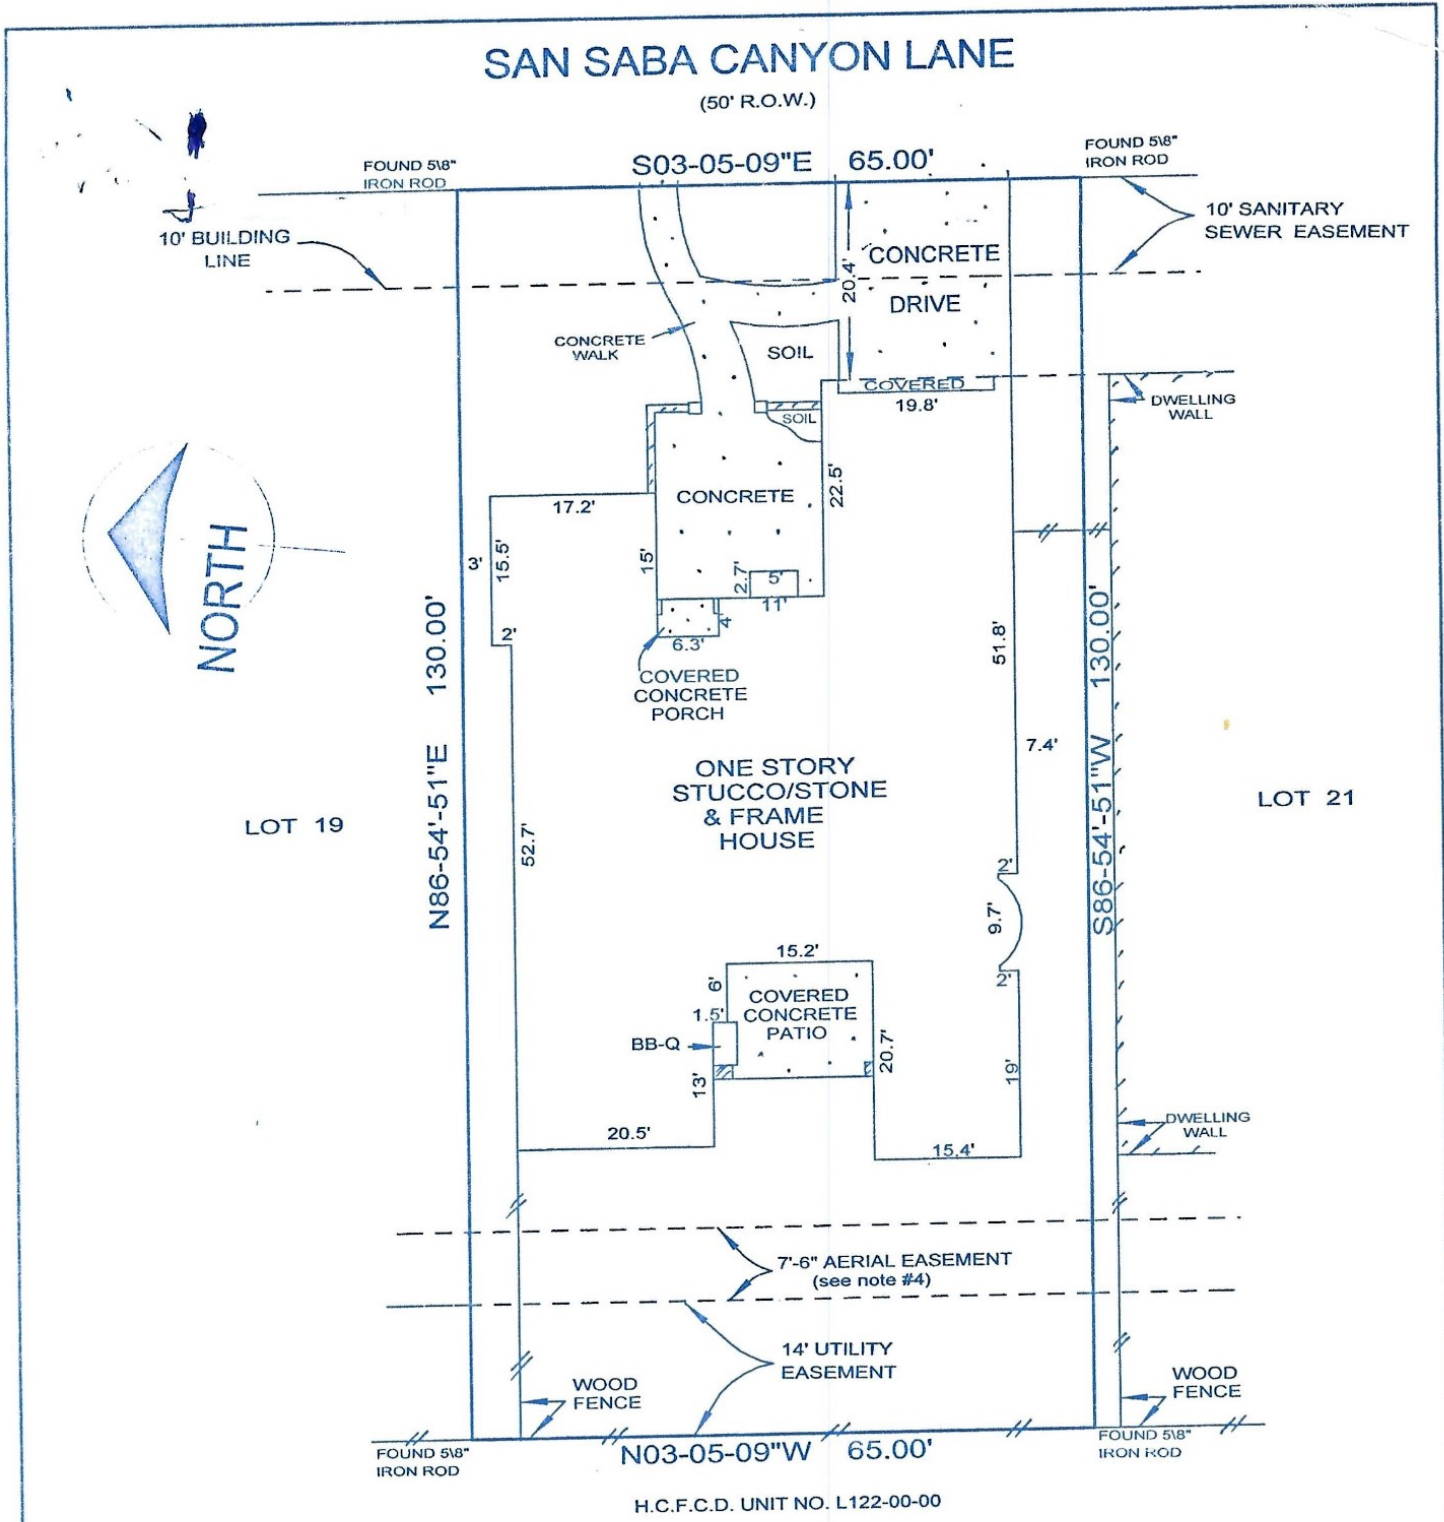 SAN SABA CANYON LANE
(50' R.O.W.)
FOUND 5\8"
IRON ROD
S03-05-09"E 65.00'
FOUND 5\8"
IRON ROD
10' BUILDING
LINE
10' SANITARY
SEWER EASEMENT
CONCRETE
DRIVE
20.4'
CONCRETE
WALK
SOIL
COVERED
19.8'
DWELLING
WALL
SOIL
CONCRETE
22.5'
17.2'
NORTH
3'
15.5'
15'
2.7'
5'
11'
2'
4'
6.3'
COVERED
CONCRETE
PORCH
51.8'
N86-54'-51"E 130.00'
S86-54'-51"W 130.00'
7.4'
ONE STORY
STUCCO/STONE
& FRAME
HOUSE
LOT 19
LOT 21
52.7'
2'
9.7'
2'
15.2'
6'
COVERED
CONCRETE
PATIO
1.5'
BB-Q
20.7'
13'
19'
20.5'
15.4'
DWELLING
WALL
7'-6" AERIAL EASEMENT
(see note #4)
14' UTILITY
EASEMENT
WOOD
FENCE
WOOD
FENCE
FOUND 5\8"
IRON ROD
N03-05-09"W 65.00'
FOUND 5\8"
IRON ROD
H.C.F.C.D. UNIT NO. L122-00-00